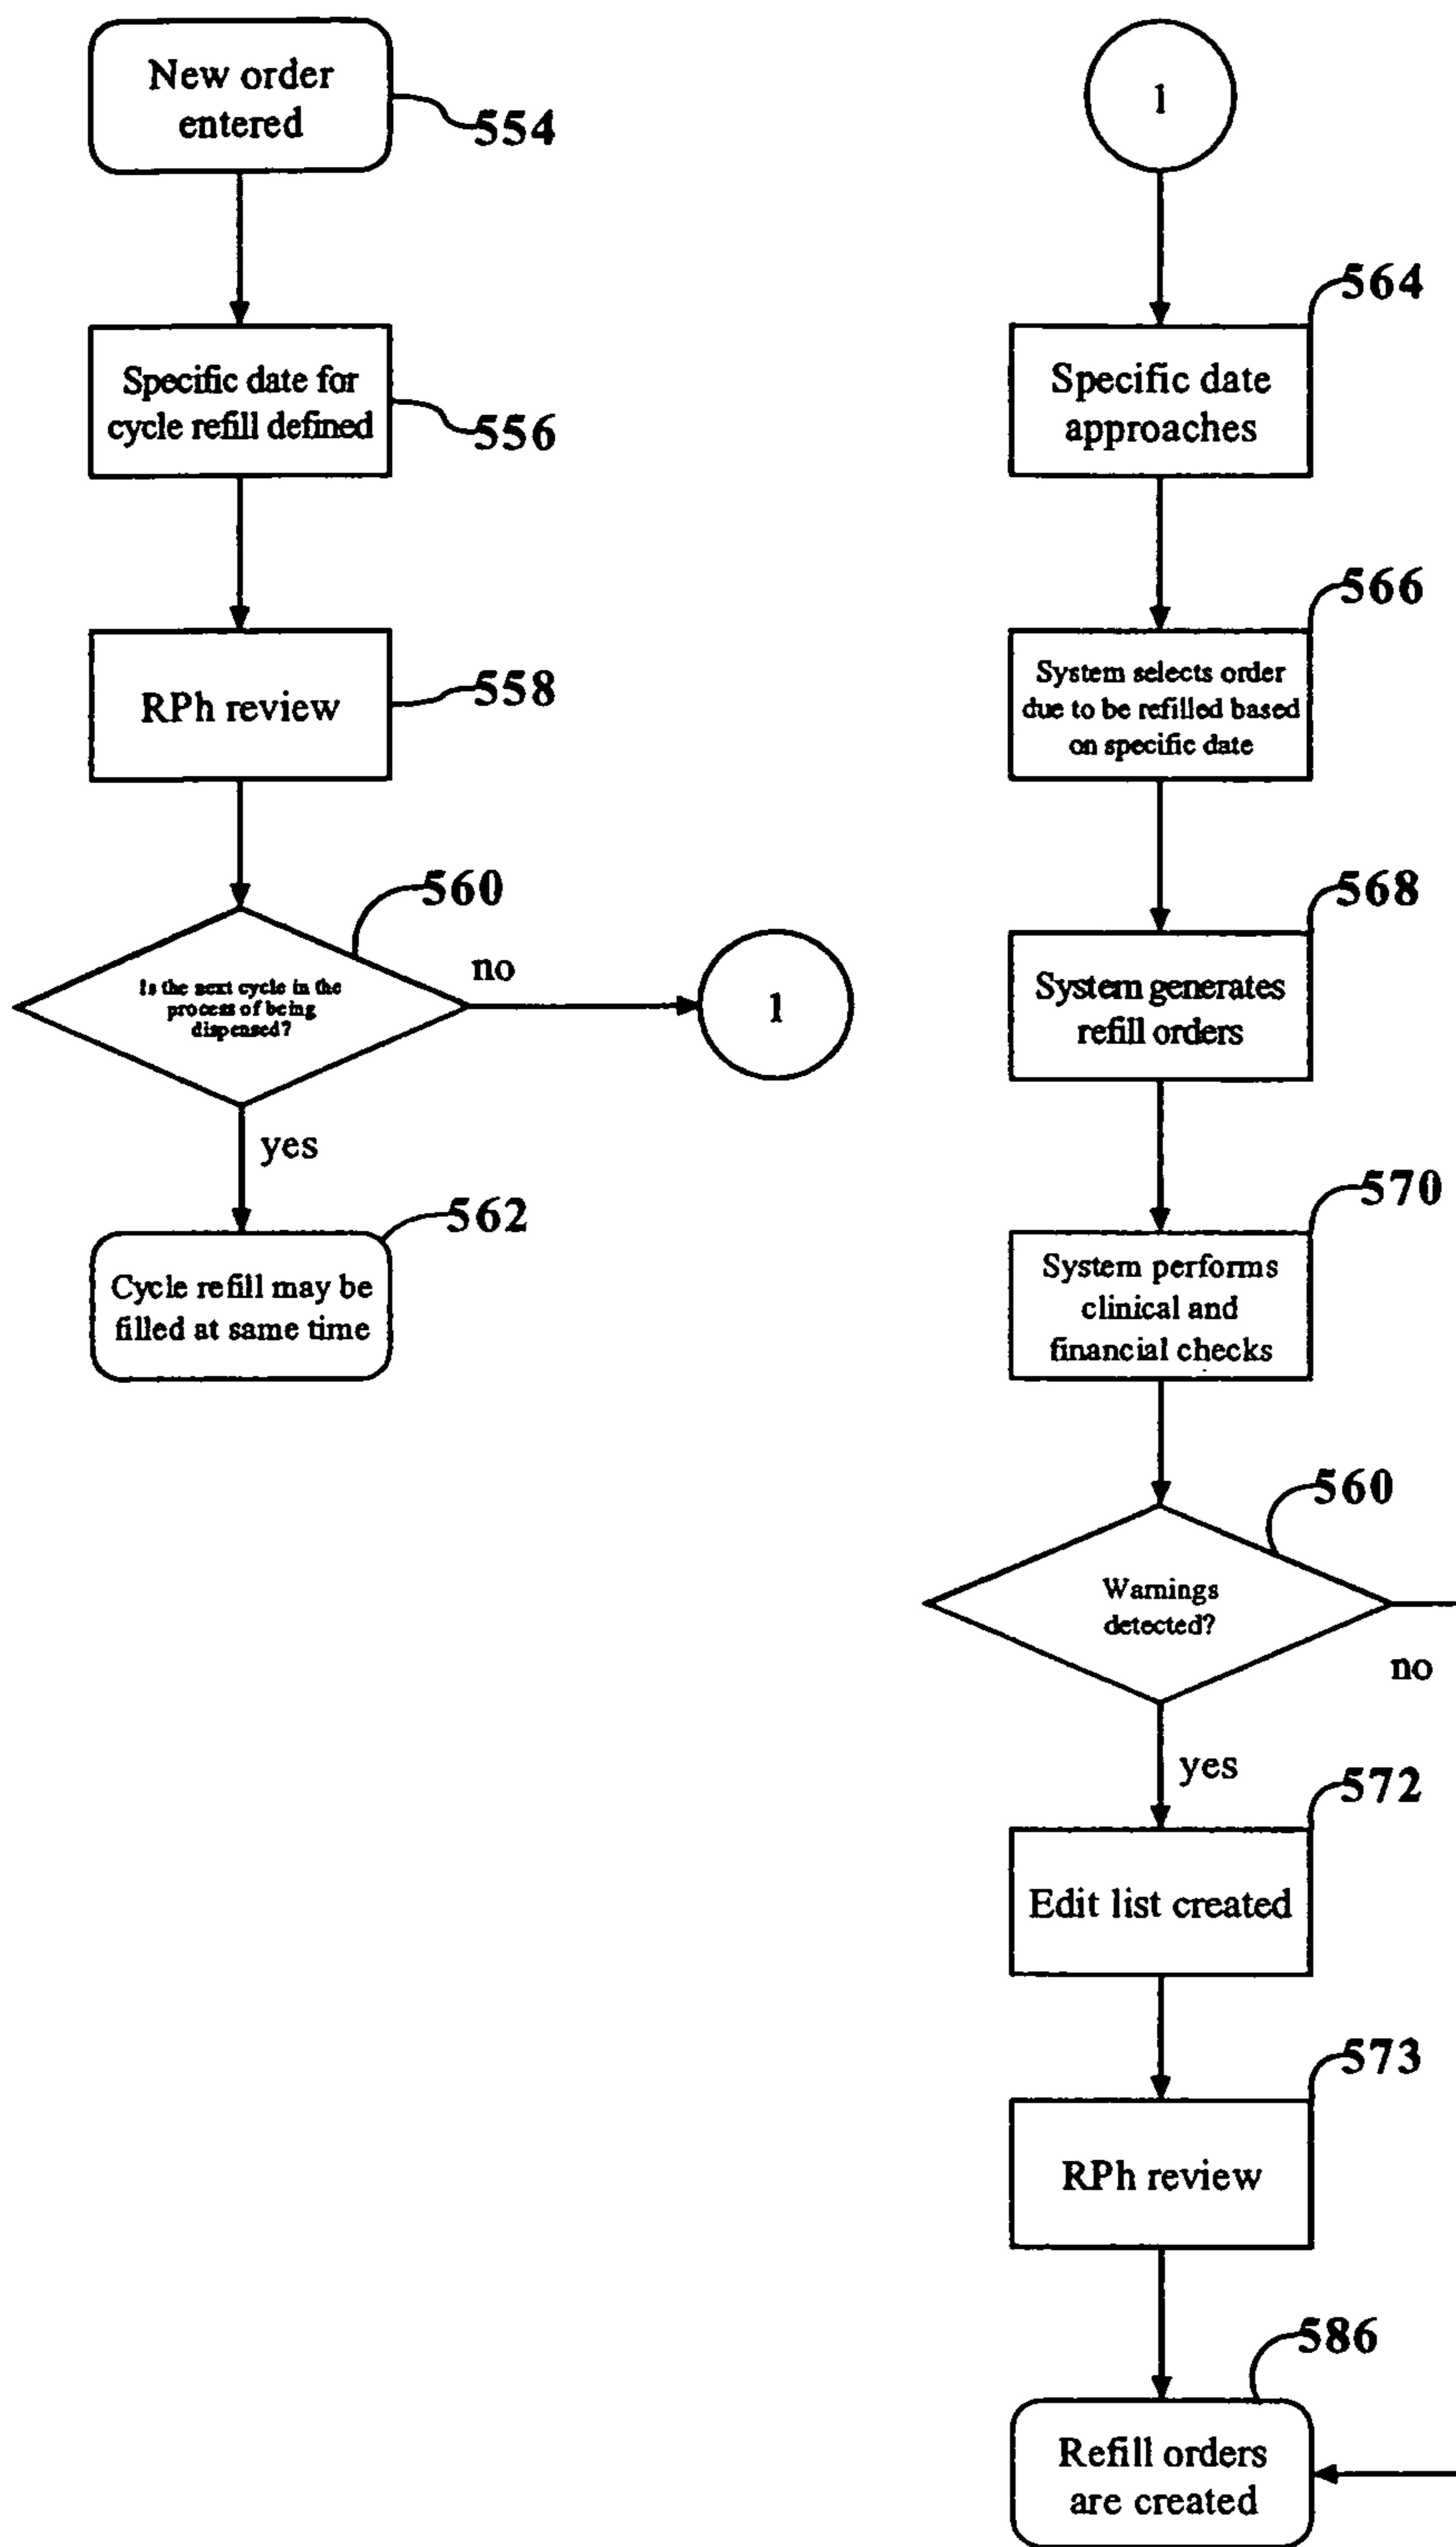 New order
entered
554
Specific date for
cycle refill defined
556
RPh review
558
560
Is the next cycle in the
process of being
dispensed?
no
1
yes
562
Cycle refill may be
filled at same time
1
564
Specific date
approaches
566
System selects order
due to be refilled based
on specific date
568
System generates
refill orders
570
System performs
clinical and
financial checks
560
Warnings
detected?
no
yes
572
Edit list created
573
RPh review
586
Refill orders
are created